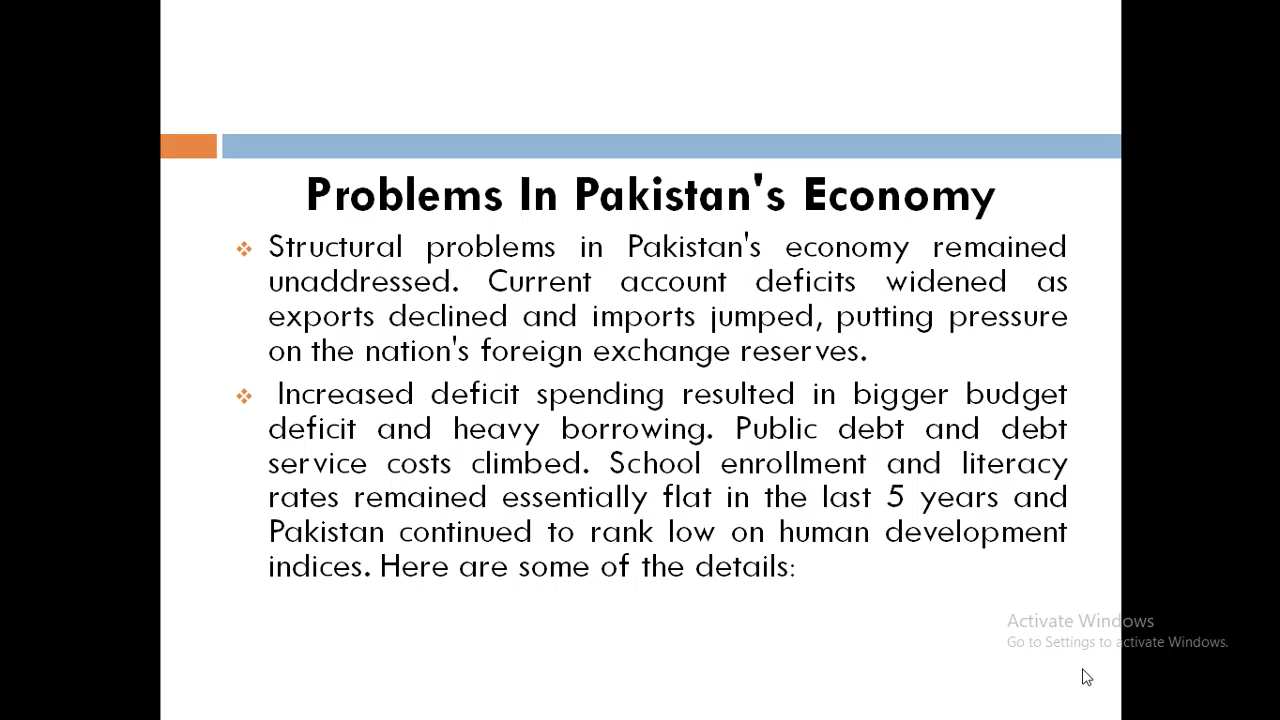 Problems In Pakistan's Economy
Structural problems in Pakistan's economy remained
unaddressed. Current account deficits widened as
exports declined and imports jumped, putting pressure
on the nation's foreign exchange reserves.
Increased deficit spending resulted in bigger budget
deficit and heavy borrowing. Public debt and debt
service costs climbed. School enrollment and literacy
rates remained essentially flat in the last 5 years and
Pakistan continued to rank low on human development
indices. Here are some of the details:
Activate Windows
Go to Settings to activate Windows.